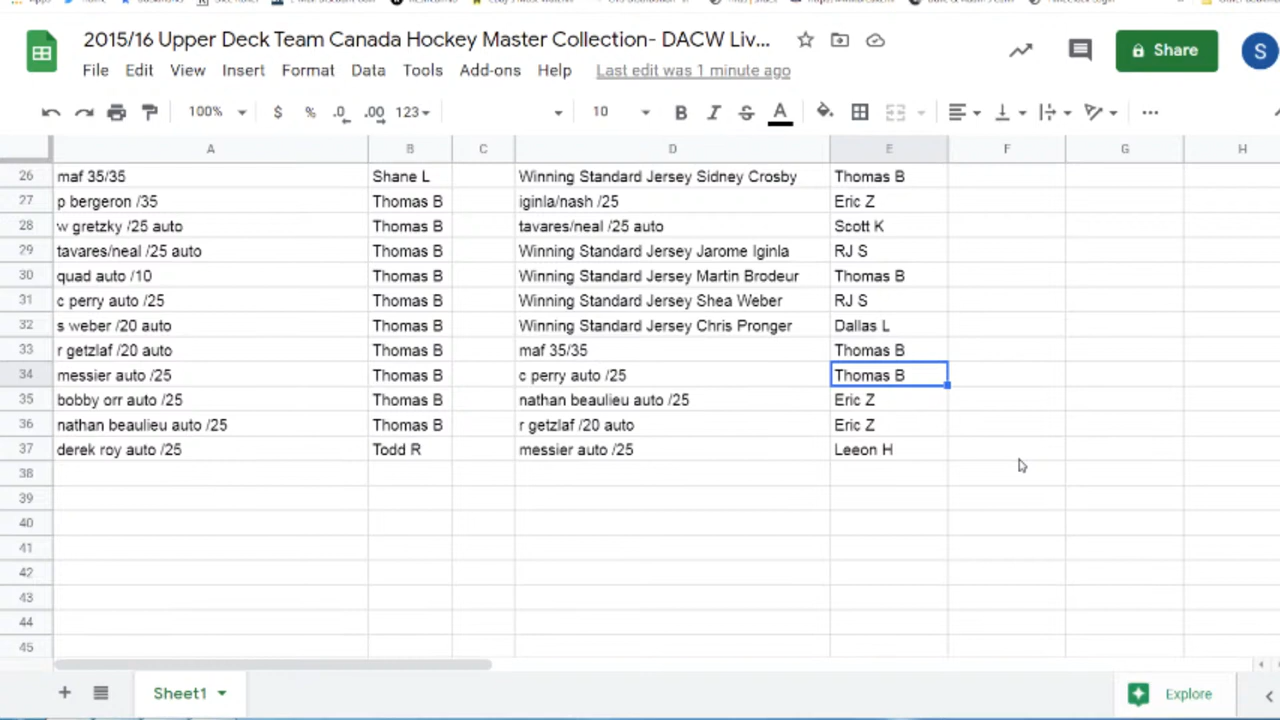 2015/16 Upper Deck Team Canada Hockey Master Collection- DACW Liv...
File Edit View Insert Format Data Tools Add-ons Help Last edit was 1 minute ago
Share
S
100% $ % .0 .00 123 10 B I S A
A B C D E F G H
26 maf 35/35 Shane L Winning Standard Jersey Sidney Crosby Thomas B
27 p bergeron /35 Thomas B iginla/nash /25 Eric Z
28 w gretzky /25 auto Thomas B tavares/neal /25 auto Scott K
29 tavares/neal /25 auto Thomas B Winning Standard Jersey Jarome Iginla RJ S
30 quad auto /10 Thomas B Winning Standard Jersey Martin Brodeur Thomas B
31 c perry auto /25 Thomas B Winning Standard Jersey Shea Weber RJ S
32 s weber /20 auto Thomas B Winning Standard Jersey Chris Pronger Dallas L
33 r getzlaf /20 auto Thomas B maf 35/35 Thomas B
34 messier auto /25 Thomas B c perry auto /25 Thomas B
35 bobby orr auto /25 Thomas B nathan beaulieu auto /25 Eric Z
36 nathan beaulieu auto /25 Thomas B r getzlaf /20 auto Eric Z
37 derek roy auto /25 Todd R messier auto /25 Leeon H
38
39
40
41
42
43
44
45
Sheet1
Explore